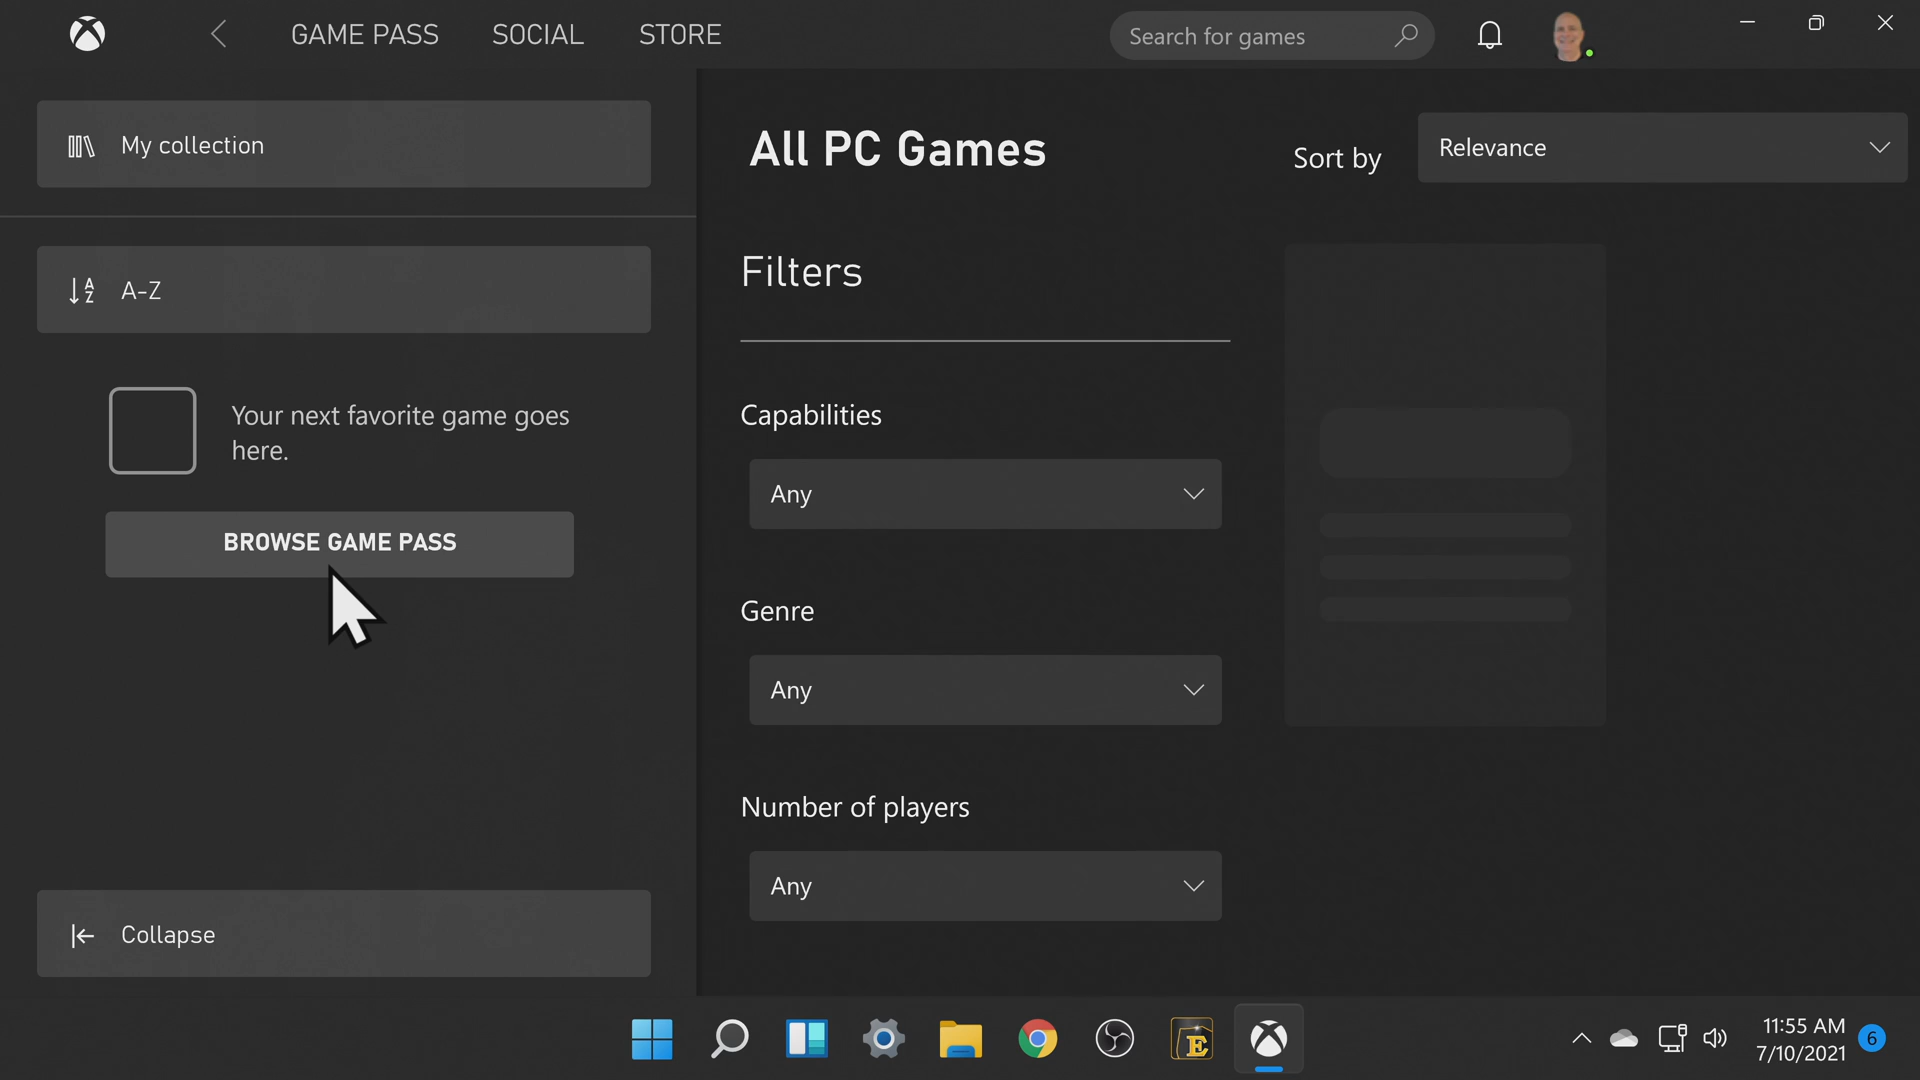 GAME PASS
SOCIAL
STORE
Search for games
My collection
A-Z
Your next favorite game goes
here.
BROWSE GAME PASS
Collapse
All PC Games
Sort by
Relevance
Filters
Capabilities
Any
Genre
Any
Number of players
Any
E
11:55 AM
7/10/2021
6